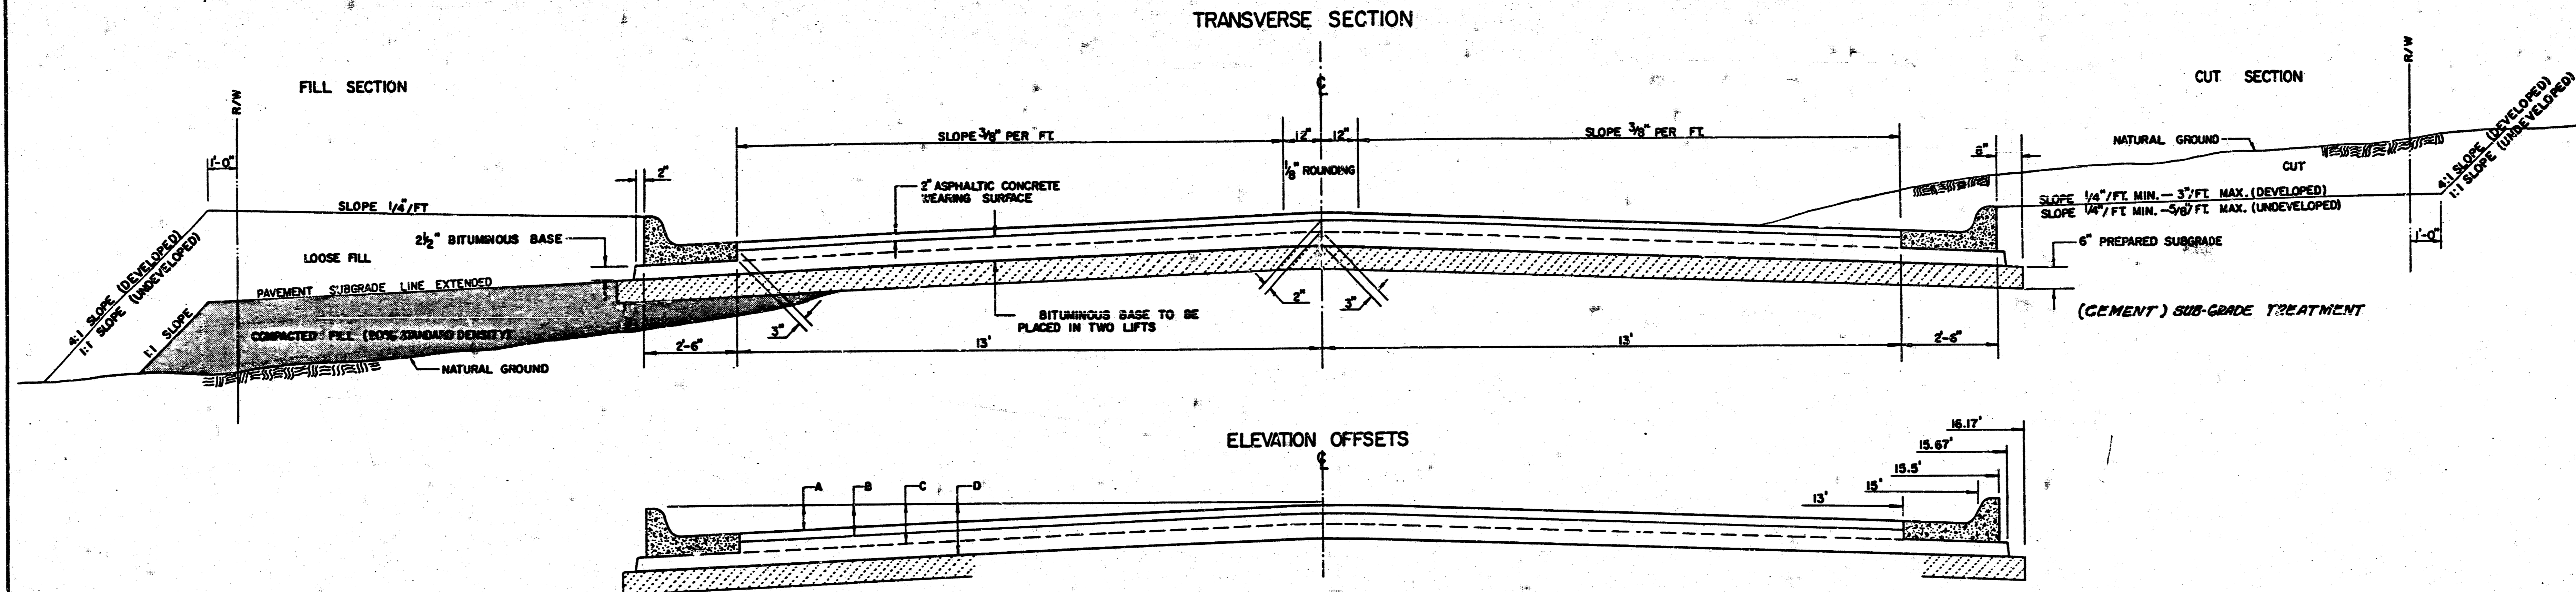 TRANSVERSE SECTION
FILL SECTION
CUT SECTION
R/W
R/W
℄
SLOPE 3/8" PER FT.
12"
12"
SLOPE 3/8" PER FT.
1/8" ROUNDING
1'-0"
2"
2" ASPHALTIC CONCRETE
WEARING SURFACE
NATURAL GROUND
CUT
4:1 SLOPE (DEVELOPED)
1:1 SLOPE (UNDEVELOPED)
SLOPE 1/4"/FT
SLOPE 1/4"/FT. MIN. — 3"/FT. MAX. (DEVELOPED)
SLOPE 1/4"/FT MIN. — 5/8"/FT. MAX. (UNDEVELOPED)
2½" BITUMINOUS BASE
1'-0"
LOOSE FILL
6" PREPARED SUBGRADE
4:1 SLOPE (DEVELOPED)
1:1 SLOPE (UNDEVELOPED)
1:1 SLOPE
PAVEMENT SUBGRADE LINE EXTENDED
COMPACTED FILL (90% STANDARD DENSITY)
NATURAL GROUND
3"
2"
3"
BITUMINOUS BASE TO BE
PLACED IN TWO LIFTS
(CEMENT) SUB-GRADE TREATMENT
2'-6"
13'
13'
2'-6"
ELEVATION OFFSETS
℄
16.17'
15.67'
15.5'
15'
13'
A
B
C
D